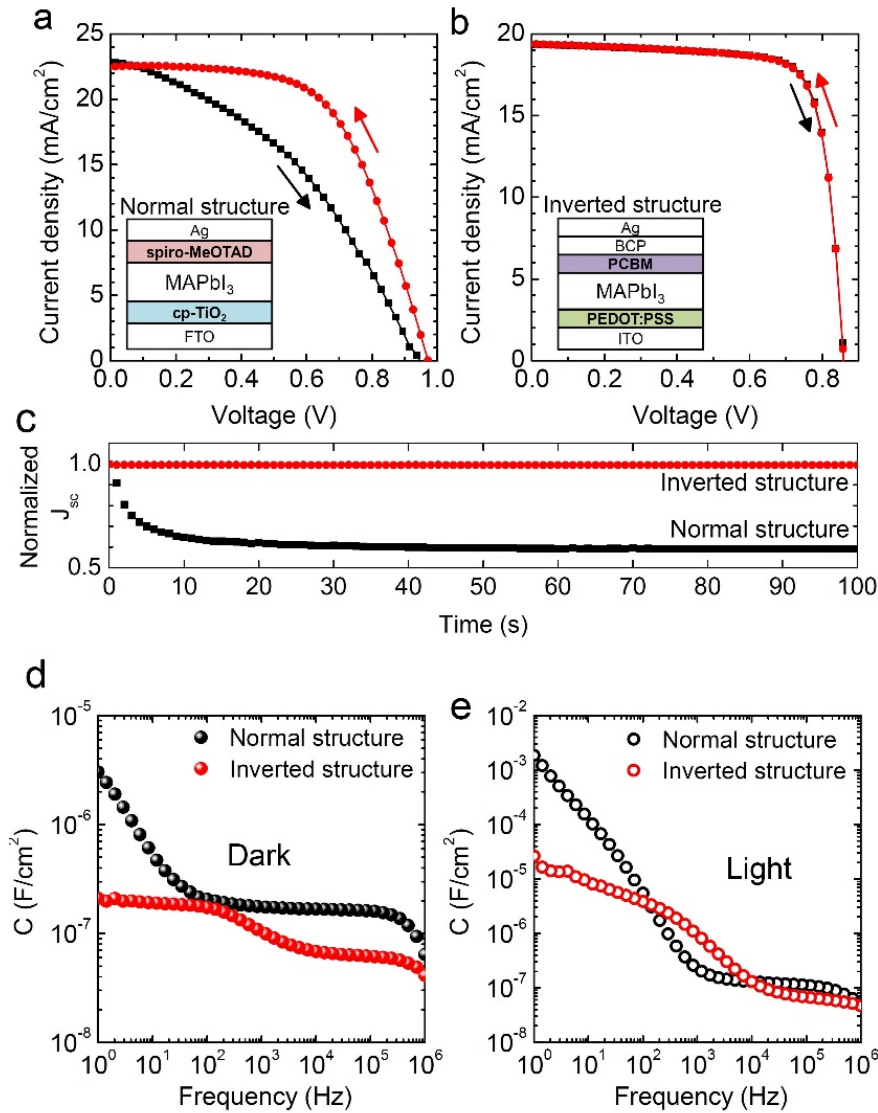 a
Current density (mA/cm²)
25
20
15
10
5
0
0.0 0.2 0.4 0.6 0.8 1.0
Voltage (V)
Normal structure
Ag
spiro-MeOTAD
MAPbI₃
cp-TiO₂
FTO
b
Current density (mA/cm²)
20
15
10
5
0
0.0 0.2 0.4 0.6 0.8
Voltage (V)
Inverted structure
Ag
BCP
PCBM
MAPbI₃
PEDOT:PSS
ITO
c
Normalized
J_sc
1.0
0.5
Inverted structure
Normal structure
0 10 20 30 40 50 60 70 80 90 100
Time (s)
d
C (F/cm²)
10⁻⁵
10⁻⁶
10⁻⁷
10⁻⁸
Normal structure
Inverted structure
Dark
10⁰ 10¹ 10² 10³ 10⁴ 10⁵ 10⁶
Frequency (Hz)
e
C (F/cm²)
10⁻²
10⁻³
10⁻⁴
10⁻⁵
10⁻⁶
10⁻⁷
10⁻⁸
Normal structure
Inverted structure
Light
10⁰ 10¹ 10² 10³ 10⁴ 10⁵ 10⁶
Frequency (Hz)